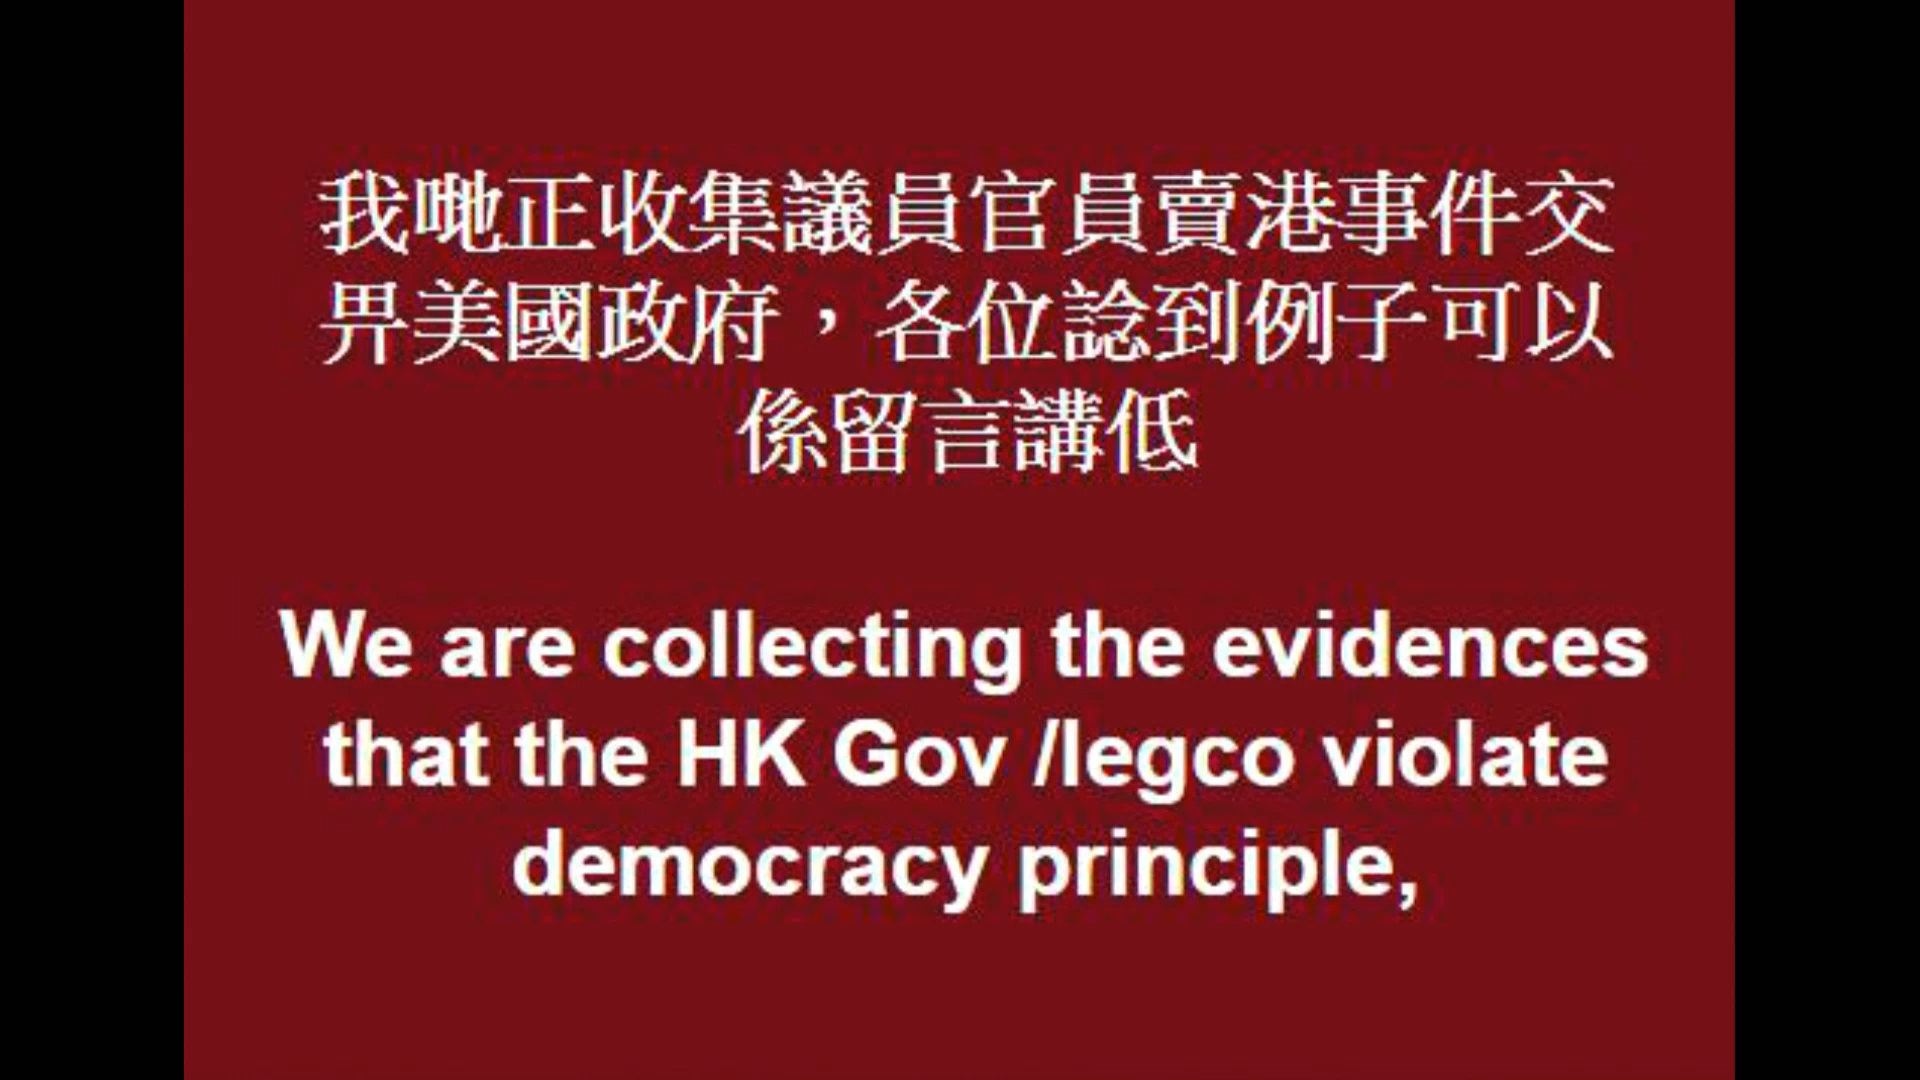 我哋正收集議員官員賣港事件交
畀美國政府，各位諗到例子可以
係留言講低
We are collecting the evidences
that the HK Gov /legco violate
democracy principle,